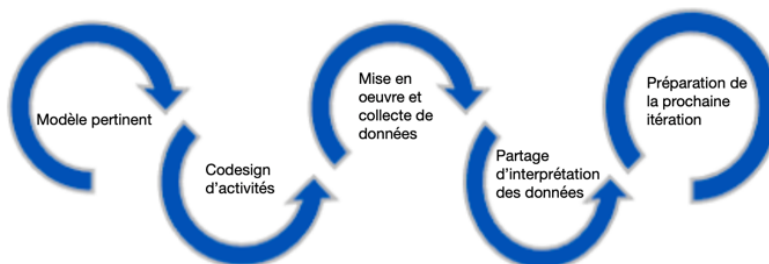 Modèle pertinent
Codesign
d'activités
Mise en
oeuvre et
collecte de
données
Partage
d'interprétation
des données
Préparation de
la prochaine
itération